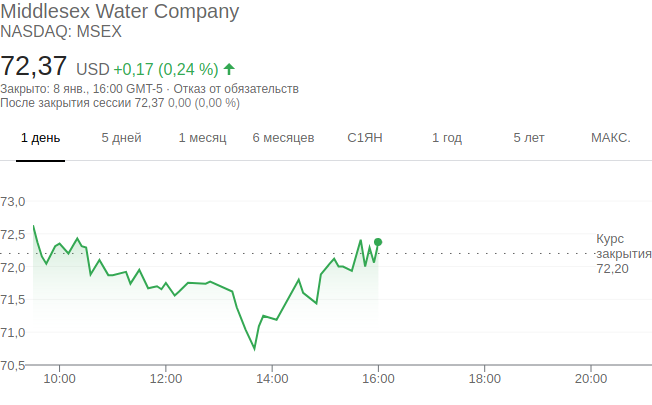 Middlesex Water Company
NASDAQ: MSEX
72,37 USD +0,17 (0,24 %)
Закрыто: 8 янв., 16:00 GMT-5 · Отказ от обязательств
После закрытия сессии 72,37 0,00 (0,00 %)
1 день 5 дней 1 месяц 6 месяцев С1ЯН 1 год 5 лет МАКС.
73,0
72,5
Курс
закрытия
72,20
72,0
71,5
71,0
70,5
10:00 12:00 14:00 16:00 18:00 20:00